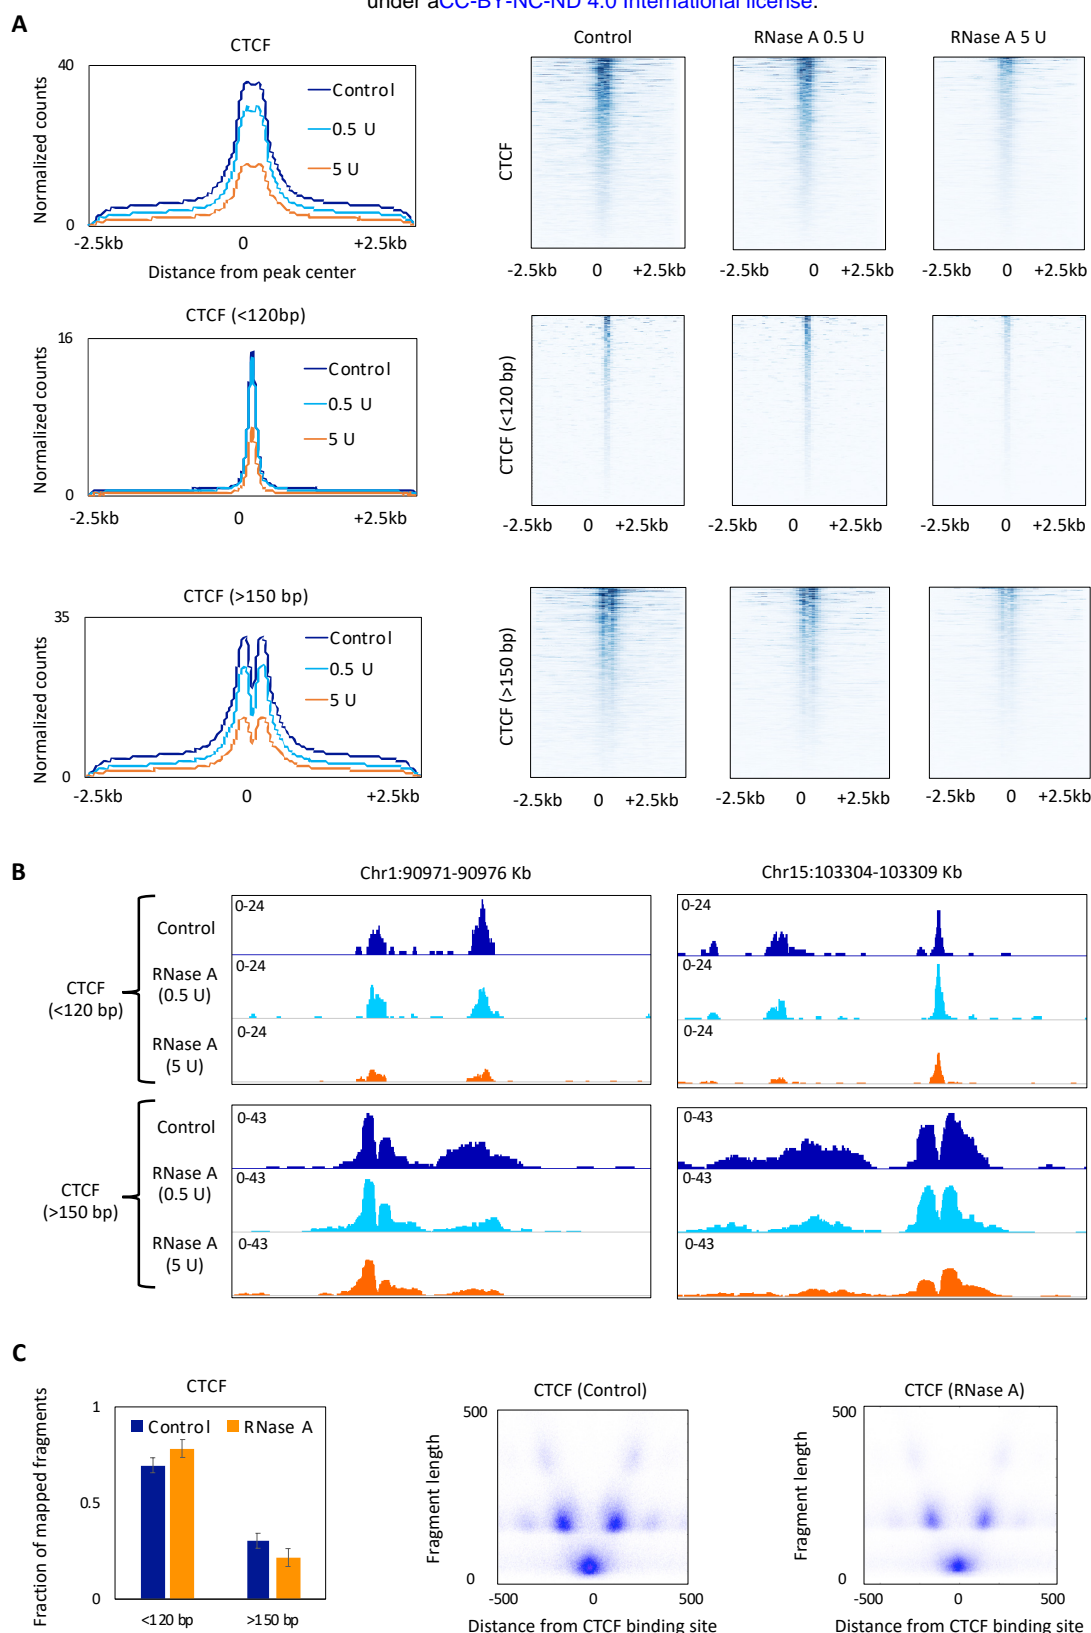 under aCC-BY-NC-ND 4.0 International license.
A
CTCF
Normalized counts
40
0
Control
0.5 U
5 U
-2.5kb 0 +2.5kb
Distance from peak center
Control RNase A 0.5 U RNase A 5 U
CTCF
-2.5kb 0 +2.5kb -2.5kb 0 +2.5kb -2.5kb 0 +2.5kb
CTCF (<120bp)
Normalized counts
16
0
Control
0.5 U
5 U
-2.5kb 0 +2.5kb
CTCF (<120 bp)
-2.5kb 0 +2.5kb -2.5kb 0 +2.5kb -2.5kb 0 +2.5kb
CTCF (>150 bp)
Normalized counts
35
0
Control
0.5 U
5 U
-2.5kb 0 +2.5kb
CTCF (>150 bp)
-2.5kb 0 +2.5kb -2.5kb 0 +2.5kb -2.5kb 0 +2.5kb
B
Chr1:90971-90976 Kb Chr15:103304-103309 Kb
CTCF
(<120 bp)
Control
0-24 0-24
RNase A
(0.5 U)
0-24 0-24
RNase A
(5 U)
0-24 0-24
CTCF
(>150 bp)
Control
0-43 0-43
RNase A
(0.5 U)
0-43 0-43
RNase A
(5 U)
0-43 0-43
C
CTCF
Fraction of mapped fragments
1
0.5
0
Control RNase A
<120 bp >150 bp
CTCF (Control)
Fragment length
500
0
-500 0 500
Distance from CTCF binding site
CTCF (RNase A)
Fragment length
500
0
-500 0 500
Distance from CTCF binding site